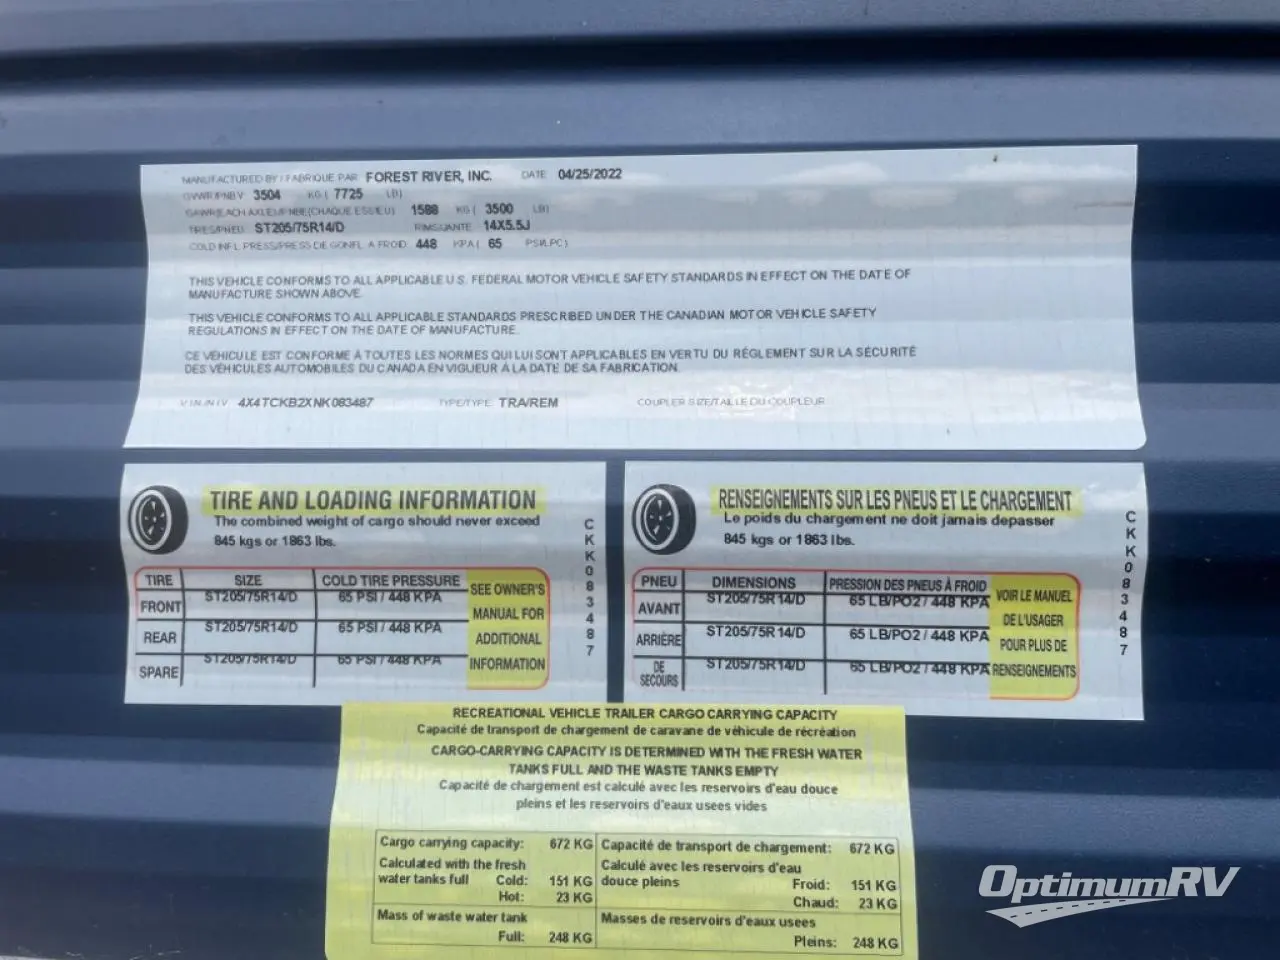 MANUFACTURED BY / FABRIQUE PAR FOREST RIVER, INC. DATE 04/25/2022
GVWR/PNBV 3504 KG ( 7725 LB)
GAWR(EACH AXLE)/PNBE(CHAQUE ESSIEU) 1588 KG ( 3500 LB)
TIRES/PNEU ST205/75R14/D RIMS/JANTE 14X5.5J
COLD INFL. PRESS/PRESS DE GONFL. A FROID 448 KPA ( 65 PSI/LPC)
THIS VEHICLE CONFORMS TO ALL APPLICABLE U.S. FEDERAL MOTOR VEHICLE SAFETY STANDARDS IN EFFECT ON THE DATE OF
MANUFACTURE SHOWN ABOVE.
THIS VEHICLE CONFORMS TO ALL APPLICABLE STANDARDS PRESCRIBED UNDER THE CANADIAN MOTOR VEHICLE SAFETY
REGULATIONS IN EFFECT ON THE DATE OF MANUFACTURE.
CE VÉHICULE EST CONFORME À TOUTES LES NORMES QUI LUI SONT APPLICABLES EN VERTU DU RÉGLEMENT SUR LA SÉCURITÉ
DES VÉHICULES AUTOMOBILES DU CANADA EN VIGUEUR À LA DATE DE SA FABRICATION.
V.I.N./N.I.V. 4X4TCKB2XNK083487 TYPE/TYPE: TRA/REM COUPLER SIZE/TAILLE DU COUPLEUR
TIRE AND LOADING INFORMATION
The combined weight of cargo should never exceed
845 kgs or 1863 lbs.
TIRE SIZE COLD TIRE PRESSURE
FRONT ST205/75R14/D 65 PSI / 448 KPA
REAR ST205/75R14/D 65 PSI / 448 KPA
SPARE ST205/75R14/D 65 PSI / 448 KPA
SEE OWNER'S
MANUAL FOR
ADDITIONAL
INFORMATION
CKK083487
RENSEIGNEMENTS SUR LES PNEUS ET LE CHARGEMENT
Le poids du chargement ne doit jamais depasser
845 kgs or 1863 lbs.
PNEU DIMENSIONS PRESSION DES PNEUS À FROID
AVANT ST205/75R14/D 65 LB/PO2 / 448 KPA
ARRIÈRE ST205/75R14/D 65 LB/PO2 / 448 KPA
DE SECOURS ST205/75R14/D 65 LB/PO2 / 448 KPA
VOIR LE MANUEL
DE L'USAGER
POUR PLUS DE
RENSEIGNEMENTS
CKK083487
RECREATIONAL VEHICLE TRAILER CARGO CARRYING CAPACITY
Capacité de transport de chargement de caravane de véhicule de récréation
CARGO-CARRYING CAPACITY IS DETERMINED WITH THE FRESH WATER
TANKS FULL AND THE WASTE TANKS EMPTY
Capacité de chargement est calculé avec les reservoirs d'eau douce
pleins et les reservoirs d'eaux usees vides
Cargo carrying capacity: 672 KG
Calculated with the fresh
water tanks full Cold: 151 KG
Hot: 23 KG
Mass of waste water tank
Full: 248 KG
Capacité de transport de chargement: 672 KG
Calculé avec les reservoirs d'eau
douce pleins Froid: 151 KG
Chaud: 23 KG
Masses de reservoirs d'eaux usees
Pleins: 248 KG
OptimumRV